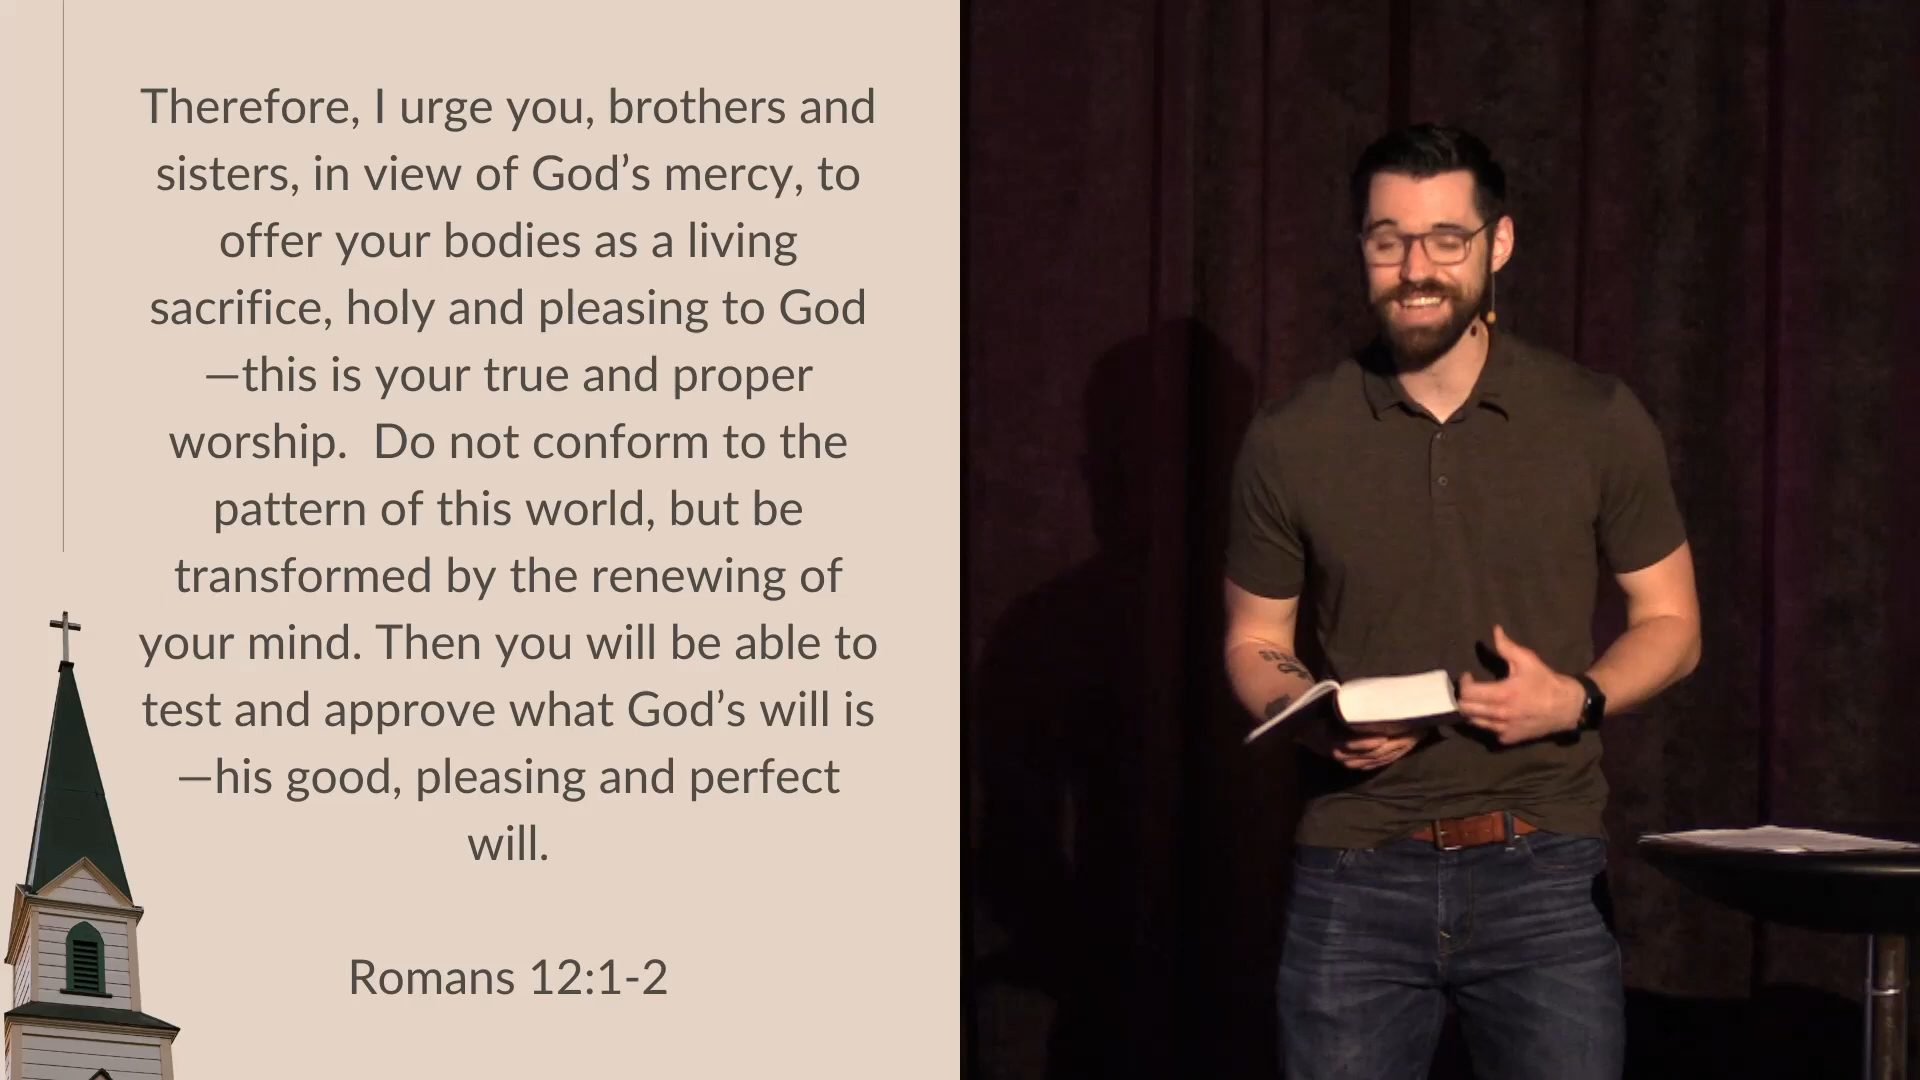 Therefore, I urge you, brothers and
sisters, in view of God’s mercy, to
offer your bodies as a living
sacrifice, holy and pleasing to God
—this is your true and proper
worship.  Do not conform to the
pattern of this world, but be
transformed by the renewing of
your mind. Then you will be able to
test and approve what God’s will is
—his good, pleasing and perfect
will.
Romans 12:1-2